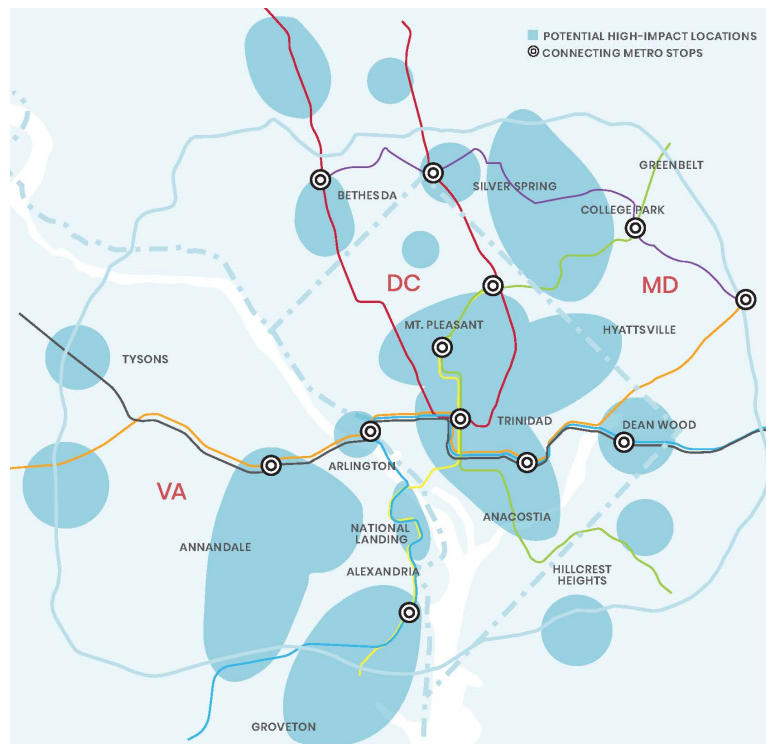 POTENTIAL HIGH-IMPACT LOCATIONS
CONNECTING METRO STOPS
GREENBELT
SILVER SPRING
BETHESDA
COLLEGE PARK
DC
MD
MT. PLEASANT
HYATTSVILLE
TYSONS
TRINIDAD
DEAN WOOD
ARLINGTON
VA
ANACOSTIA
NATIONAL
LANDING
ANNANDALE
ALEXANDRIA
HILLCREST
HEIGHTS
GROVETON